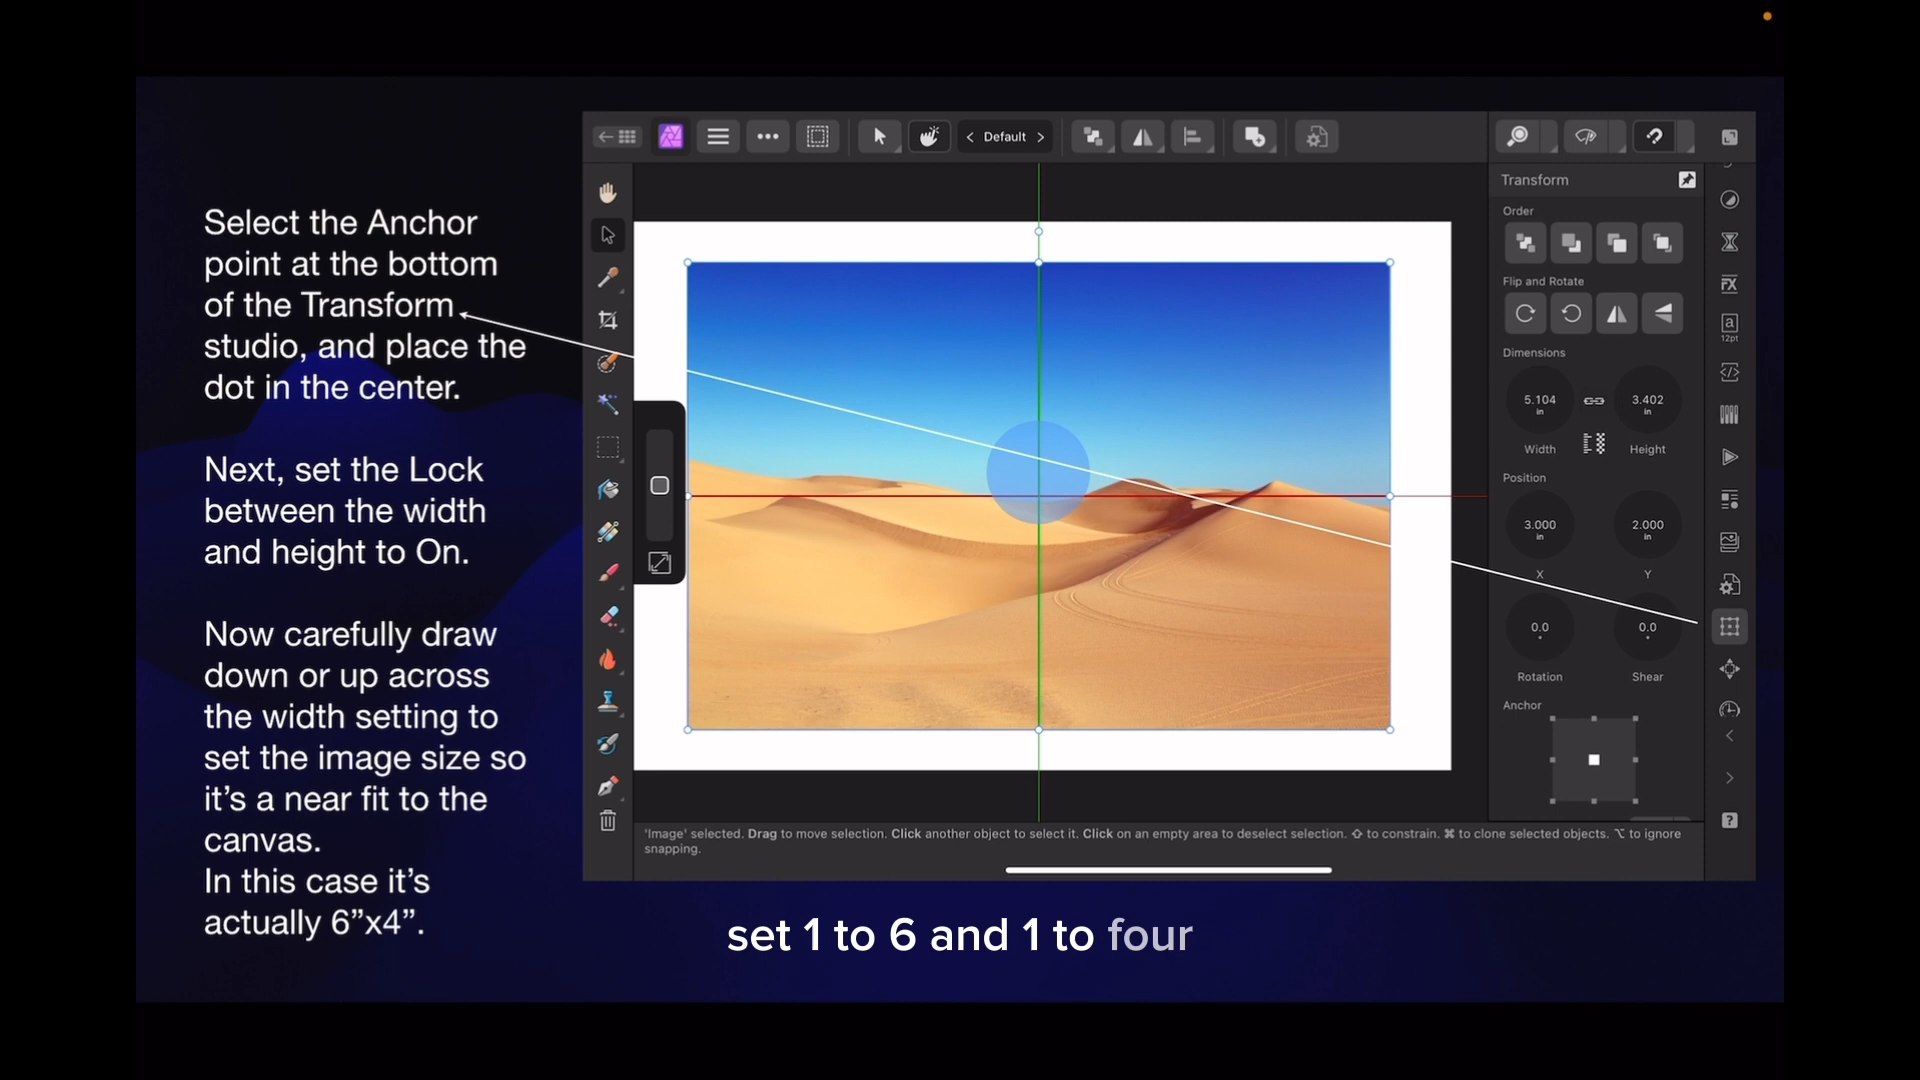 Select the Anchor
point at the bottom
of the Transform
studio, and place the
dot in the center.
Next, set the Lock
between the width
and height to On.
Now carefully draw
down or up across
the width setting to
set the image size so
it’s a near fit to the
canvas.
In this case it’s
actually 6”x4”.
Default
Transform
Order
Flip and Rotate
Dimensions
5.104
in
3.402
in
Width
Height
Position
3.000
in
2.000
in
X
Y
0.0
0.0
Rotation
Shear
Anchor
FX
a
12pt
?
'Image' selected. Drag to move selection. Click another object to select it. Click on an empty area to deselect selection. ⇧ to constrain. ⌘ to clone selected objects. ⌥ to ignore
snapping.
set 1 to 6 and 1 to four